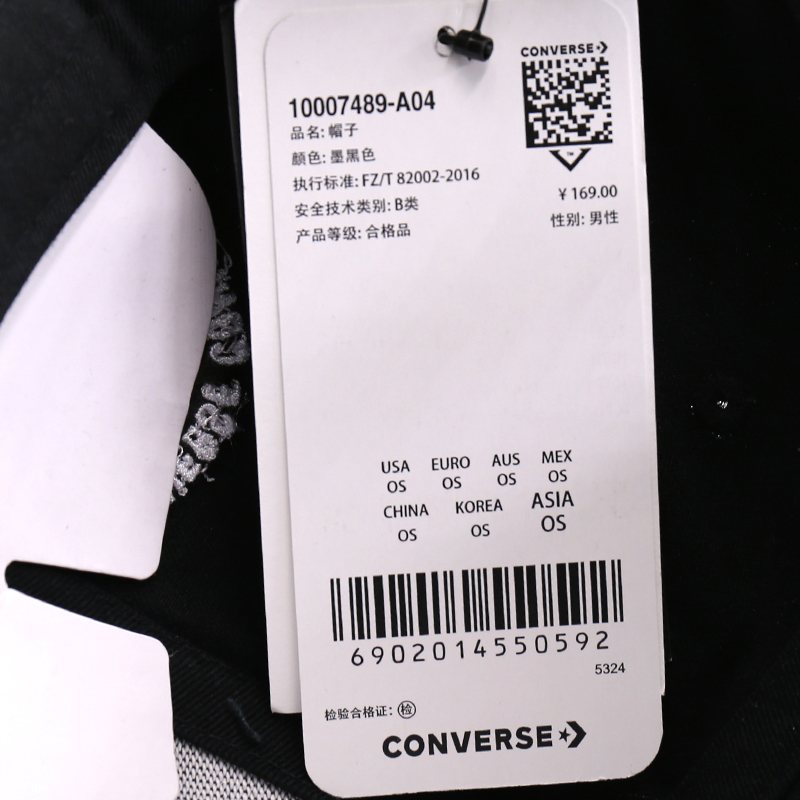 CONVERSE
10007489-A04
品名: 帽子
颜色: 墨黑色
执行标准: FZ/T 82002-2016
安全技术类别: B类
产品等级: 合格品
¥ 169.00
性别: 男性
USA EURO AUS MEX
OS OS OS OS
CHINA KOREA ASIA
OS OS OS
6902014550592
5324
检验合格证: 检
CONVERSE